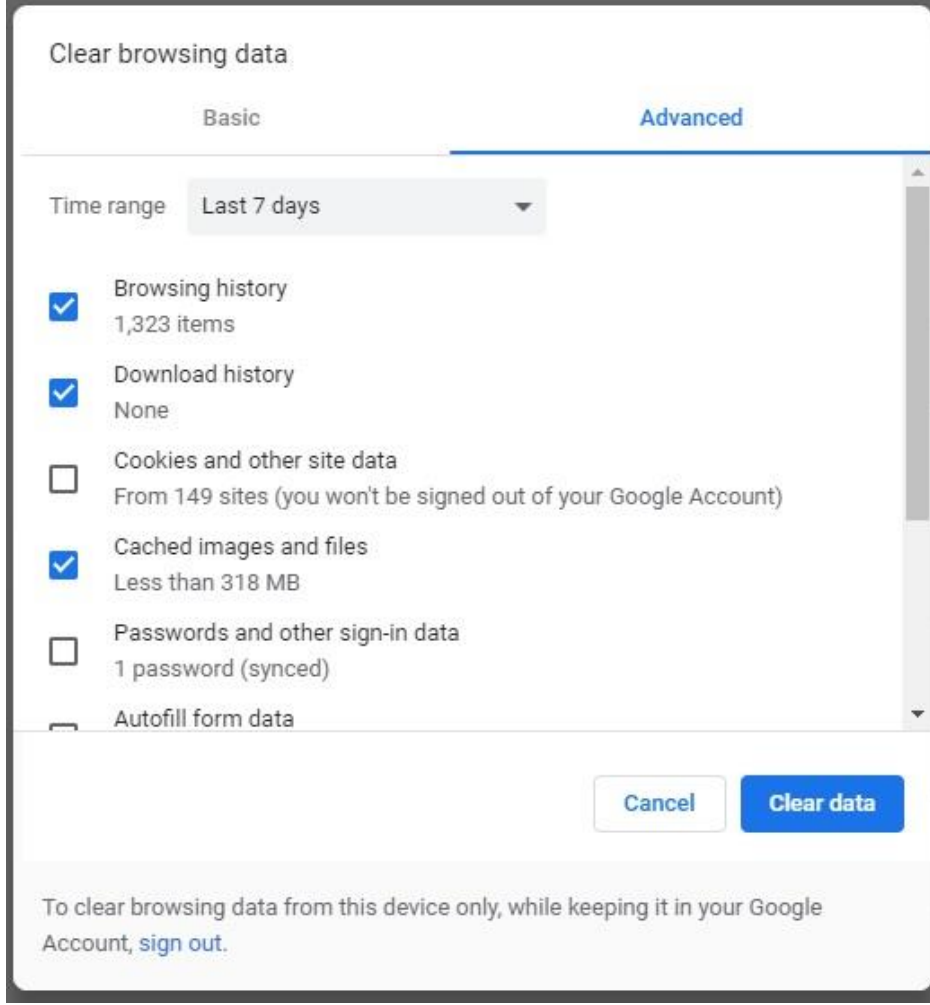 Clear browsing data
Basic
Advanced
Time range
Last 7 days
Browsing history
1,323 items
Download history
None
Cookies and other site data
From 149 sites (you won't be signed out of your Google Account)
Cached images and files
Less than 318 MB
Passwords and other sign-in data
1 password (synced)
Autofill form data
Cancel
Clear data
To clear browsing data from this device only, while keeping it in your Google
Account, sign out.